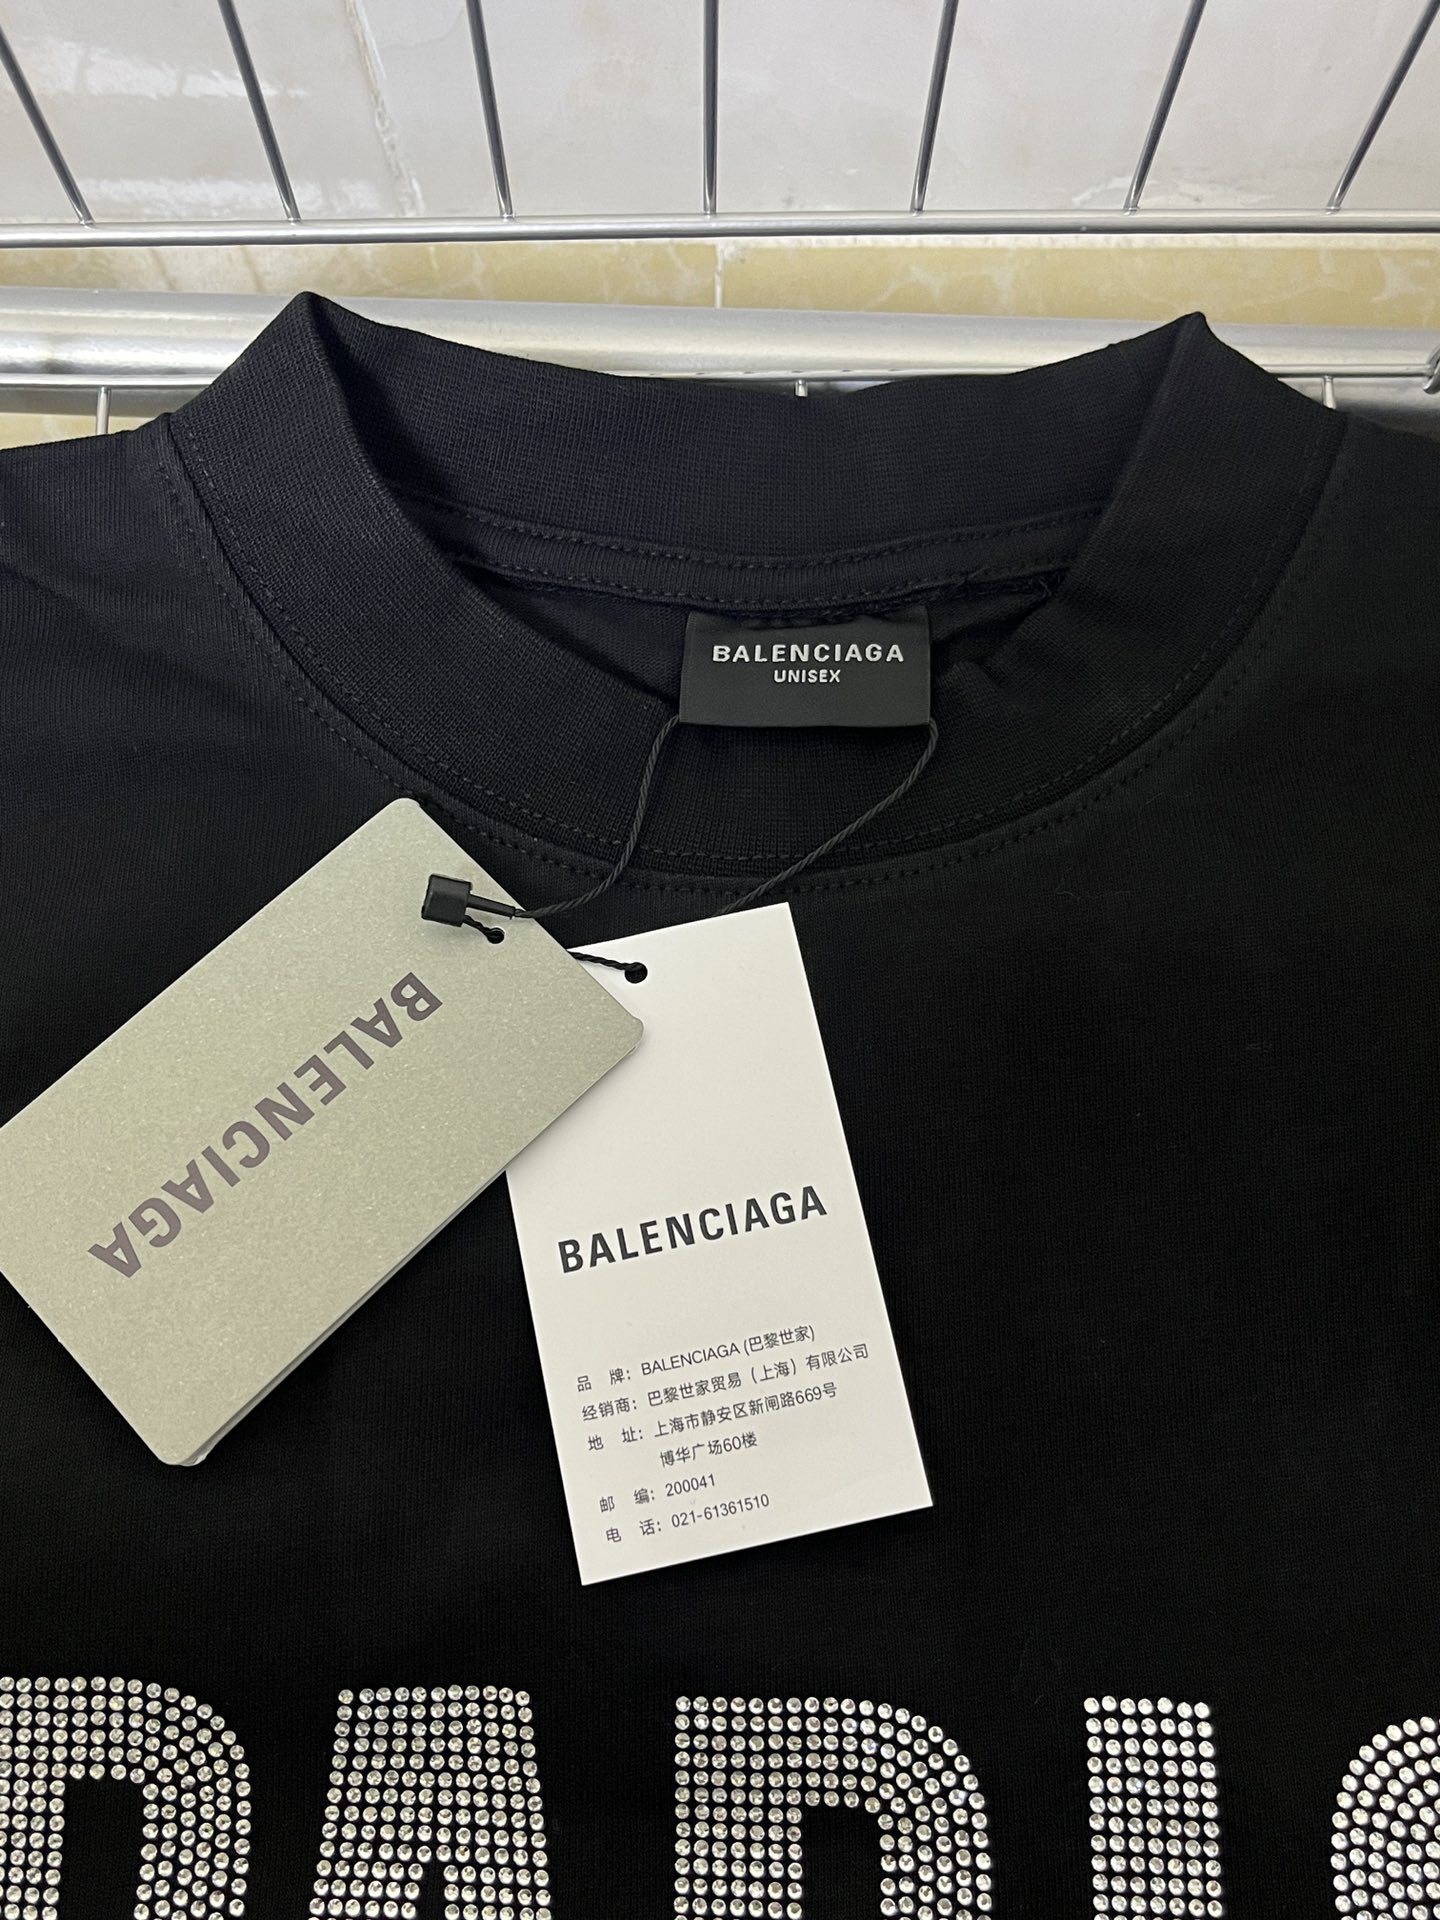 BALENCIAGA
UNISEX
BALENCIAGA
BALENCIAGA
品 牌：BALENCIAGA (巴黎世家)
经销商：巴黎世家贸易（上海）有限公司
地 址：上海市静安区新闸路669号
博华广场60楼
邮 编：200041
电 话：021-61361510
PARIS